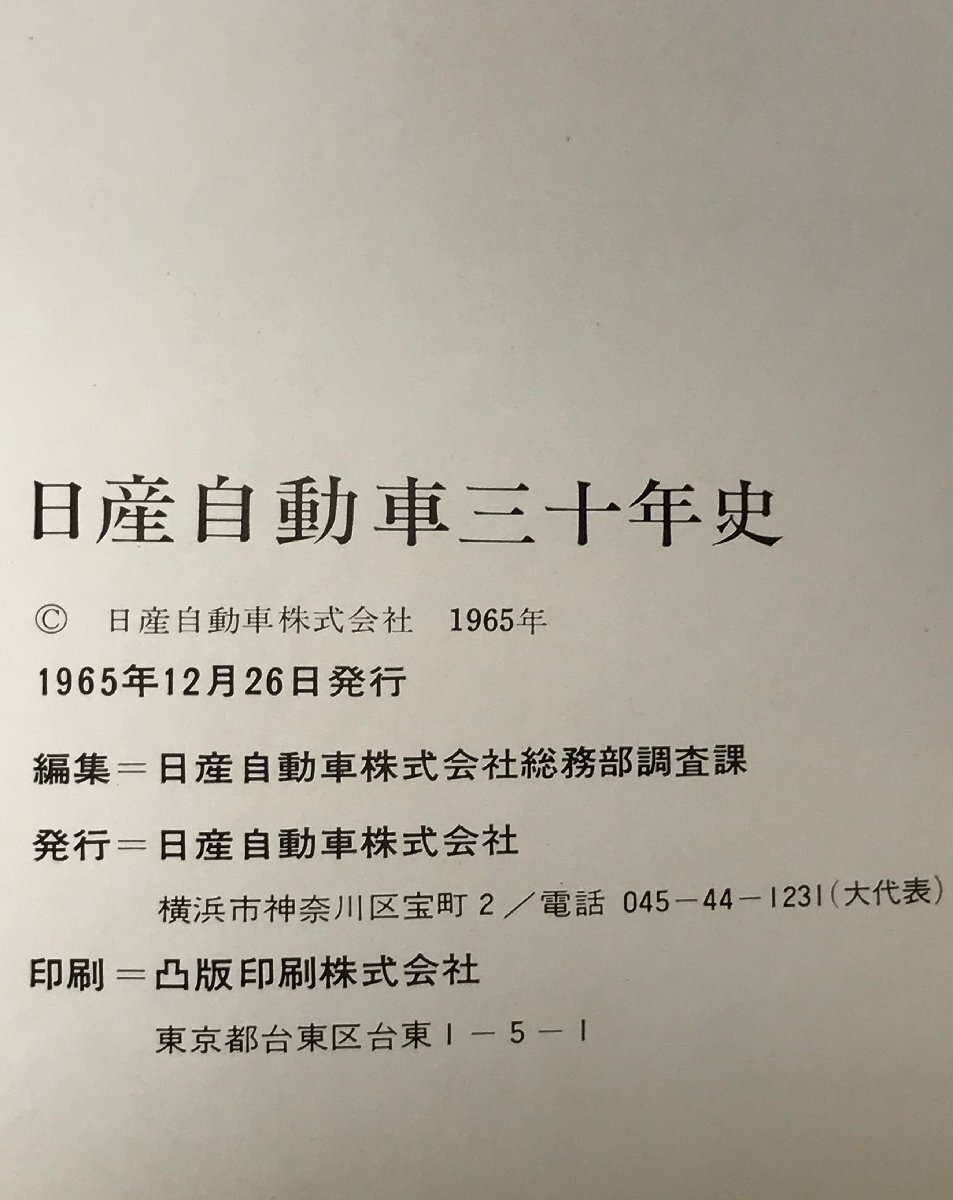 日産自動車三十年史
© 日産自動車株式会社 1965年
1965年12月26日発行
編集＝日産自動車株式会社総務部調査課
発行＝日産自動車株式会社
横浜市神奈川区宝町2／電話 045－44－1231（大代表）
印刷＝凸版印刷株式会社
東京都台東区台東1－5－1